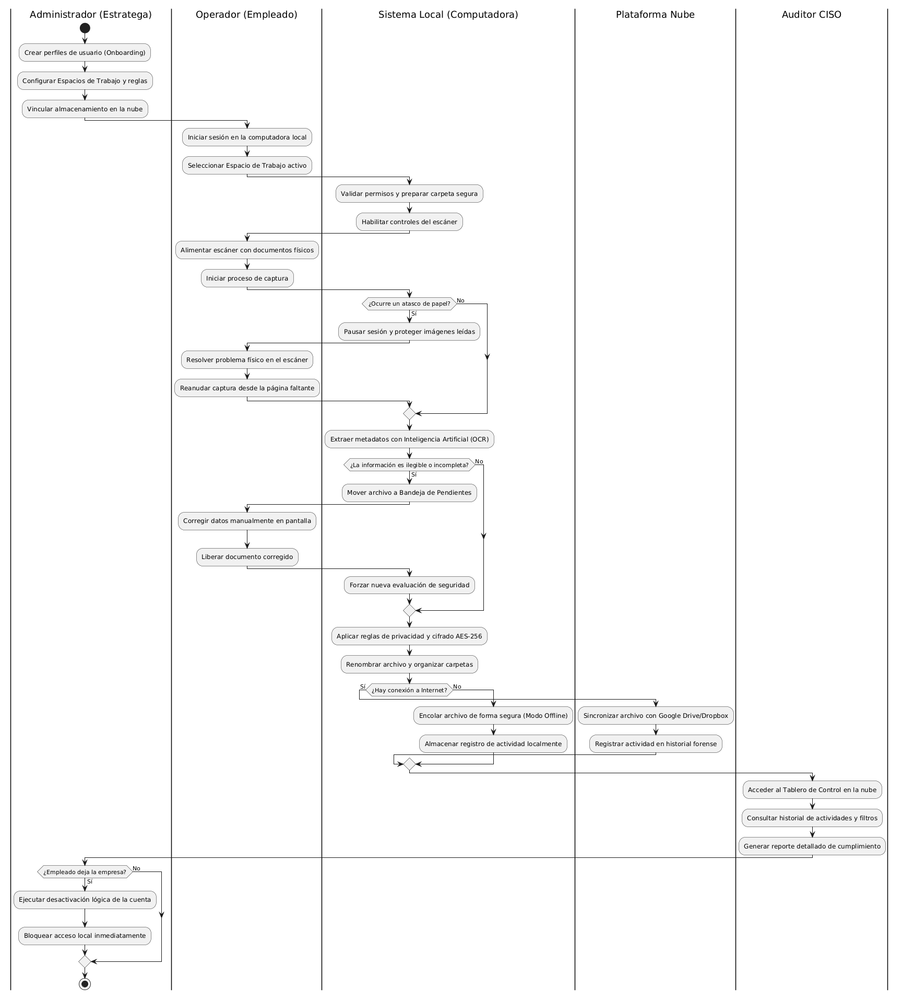 Administrador (Estratega)
Operador (Empleado)
Sistema Local (Computadora)
Plataforma Nube
Auditor CISO
Crear perfiles de usuario (Onboarding)
Configurar Espacios de Trabajo y reglas
Vincular almacenamiento en la nube
Iniciar sesión en la computadora local
Seleccionar Espacio de Trabajo activo
Validar permisos y preparar carpeta segura
Habilitar controles del escáner
Alimentar escáner con documentos físicos
Iniciar proceso de captura
¿Ocurre un atasco de papel?
No
Sí
Pausar sesión y proteger imágenes leídas
Resolver problema físico en el escáner
Reanudar captura desde la página faltante
Extraer metadatos con Inteligencia Artificial (OCR)
¿La información es ilegible o incompleta?
No
Sí
Mover archivo a Bandeja de Pendientes
Corregir datos manualmente en pantalla
Liberar documento corregido
Forzar nueva evaluación de seguridad
Aplicar reglas de privacidad y cifrado AES-256
Renombrar archivo y organizar carpetas
Sí
¿Hay conexión a Internet?
No
Encolar archivo de forma segura (Modo Offline)
Sincronizar archivo con Google Drive/Dropbox
Almacenar registro de actividad localmente
Registrar actividad en historial forense
Acceder al Tablero de Control en la nube
Consultar historial de actividades y filtros
Generar reporte detallado de cumplimiento
¿Empleado deja la empresa?
No
Sí
Ejecutar desactivación lógica de la cuenta
Bloquear acceso local inmediatamente